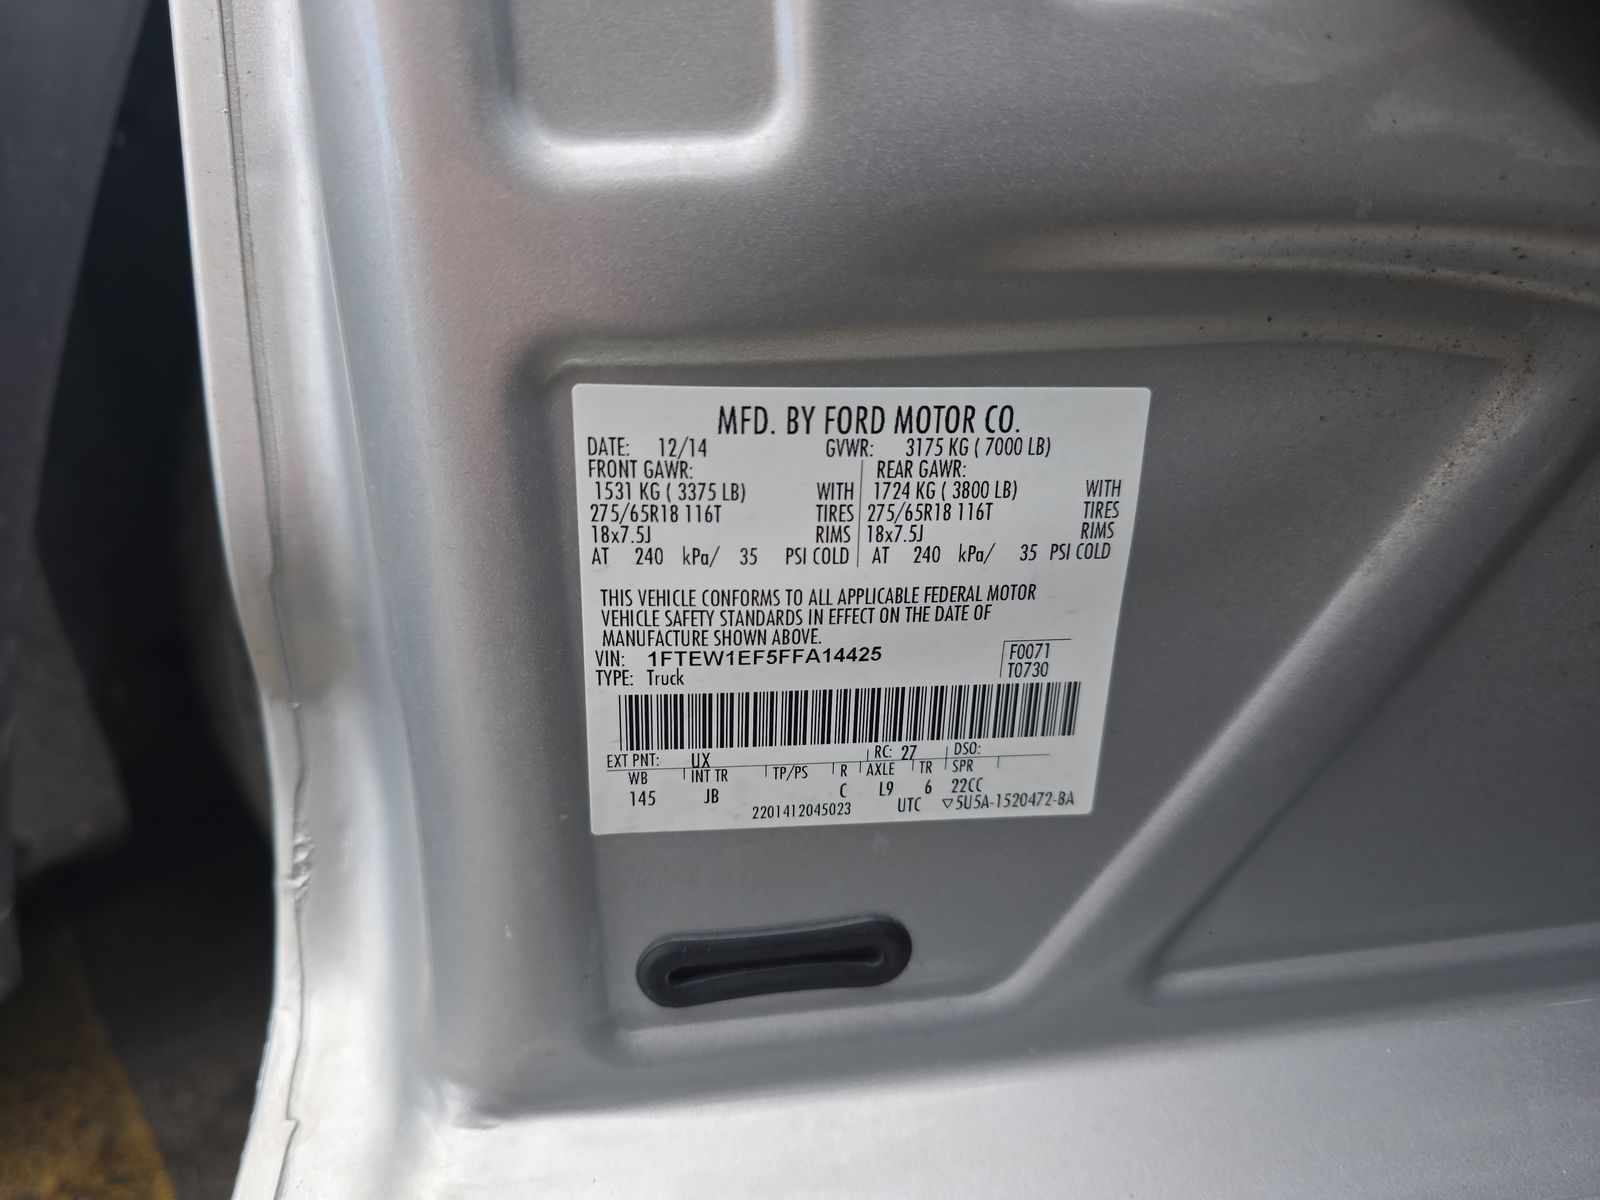 MFD. BY FORD MOTOR CO.
DATE: 12/14 GVWR: 3175 KG ( 7000 LB)
FRONT GAWR: REAR GAWR:
1531 KG ( 3375 LB) WITH 1724 KG ( 3800 LB) WITH
275/65R18 116T TIRES 275/65R18 116T TIRES
18x7.5J RIMS 18x7.5J RIMS
AT 240 kPa/ 35 PSI COLD AT 240 kPa/ 35 PSI COLD
THIS VEHICLE CONFORMS TO ALL APPLICABLE FEDERAL MOTOR
VEHICLE SAFETY STANDARDS IN EFFECT ON THE DATE OF
MANUFACTURE SHOWN ABOVE.
VIN: 1FTEW1EF5FFA14425 F0071
TYPE: Truck T0730
EXT PNT: UX RC: 27 DSO:
WB INT TR TP/PS R AXLE TR SPR
145 JB C L9 6 22CC
2201412045023 UTC ▽5U5A-1520472-BA